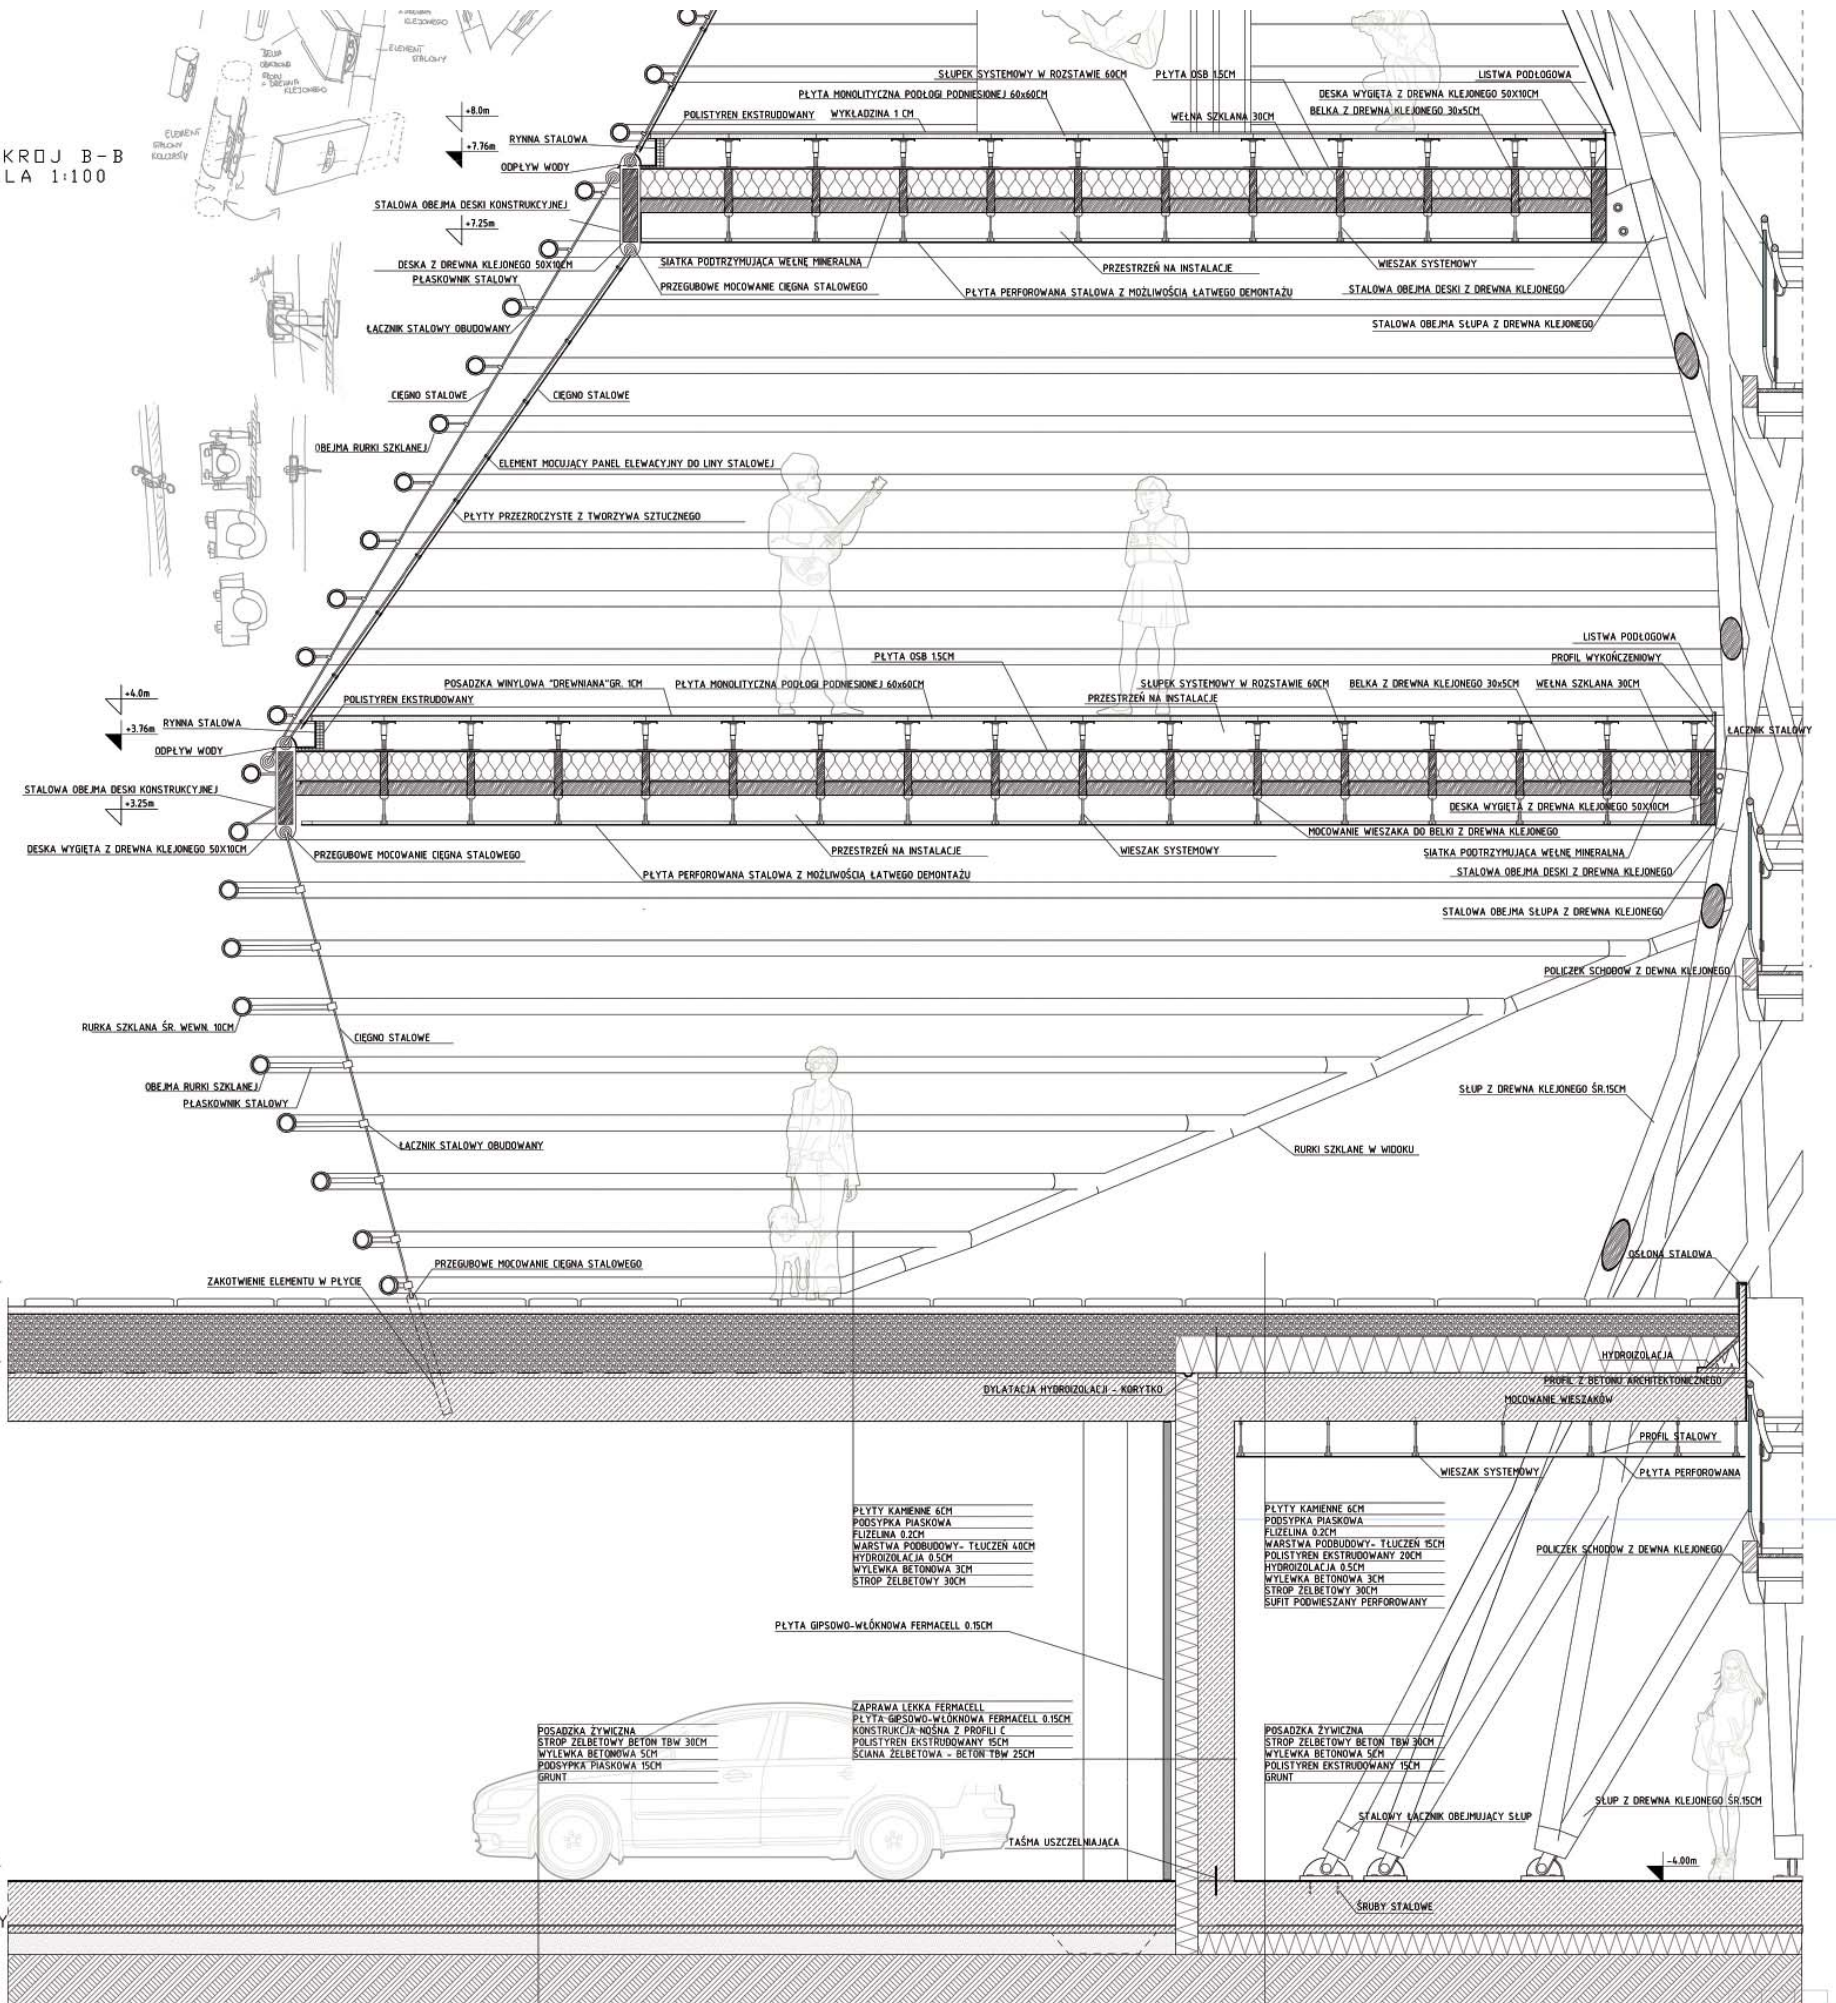 KLEJONEGO
ELEMENT
STALOWY
KLEJONEGO
ELEMENT
STALOWY
KROJ B-B
LA 1:100
SŁUPEK SYSTEMOWY W ROZSTAWIE 60CM
PŁYTA OSB 1.5CM
LISTWA PODŁOGOWA
PŁYTA MONOLITYCZNA PODŁOGI PODNIESIONEJ 60x60CM
DESKA WYGIĘTA Z DREWNA KLEJONEGO 50X10CM
+8.0m
POLISTYREN EKSTRUDOWANY
WYKŁADZINA 1 CM
WEŁNA SZKLANA 30CM
BELKA Z DREWNA KLEJONEGO 30x5CM
RYNNA STALOWA
+7.76m
ODPŁYW WODY
STALOWA OBEJMA DESKI KONSTRUKCYJNEJ
+7.25m
DESKA Z DREWNA KLEJONEGO 50X10CM
SIATKA PODTRZYMUJĄCA WEŁNĘ MINERALNĄ
PRZESTRZEŃ NA INSTALACJE
WIESZAK SYSTEMOWY
PŁASKOWNIK STALOWY
PRZEGUBOWE MOCOWANIE CIĘGNA STALOWEGO
PŁYTA PERFOROWANA STALOWA Z MOŻLIWOŚCIĄ ŁATWEGO DEMONTAŻU
STALOWA OBEJMA DESKI Z DREWNA KLEJONEGO
ŁĄCZNIK STALOWY OBUDOWANY
STALOWA OBEJMA SŁUPA Z DREWNA KLEJONEGO
CIĘGNO STALOWE
CIĘGNO STALOWE
OBEJMA RURKI SZKLANEJ
ELEMENT MOCUJĄCY PANEL ELEWACYJNY DO LINY STALOWEJ
PŁYTY PRZEZROCZYSTE Z TWORZYWA SZTUCZNEGO
LISTWA PODŁOGOWA
PŁYTA OSB 1.5CM
PROFIL WYKOŃCZENIOWY
+4.0m
POSADZKA WINYLOWA "DREWNIANA"GR. 1CM
PŁYTA MONOLITYCZNA PODŁOGI PODNIESIONEJ 60x60CM
SŁUPEK SYSTEMOWY W ROZSTAWIE 60CM
BELKA Z DREWNA KLEJONEGO 30x5CM
WEŁNA SZKLANA 30CM
POLISTYREN EKSTRUDOWANY
PRZESTRZEŃ NA INSTALACJE
RYNNA STALOWA
+3.76m
ŁĄCZNIK STALOWY
ODPŁYW WODY
STALOWA OBEJMA DESKI KONSTRUKCYJNEJ
+3.25m
DESKA WYGIĘTA Z DREWNA KLEJONEGO 50X10CM
MOCOWANIE WIESZAKA DO BELKI Z DREWNA KLEJONEGO
DESKA WYGIĘTA Z DREWNA KLEJONEGO 50X10CM
PRZEGUBOWE MOCOWANIE CIĘGNA STALOWEGO
PRZESTRZEŃ NA INSTALACJE
WIESZAK SYSTEMOWY
SIATKA PODTRZYMUJĄCA WEŁNĘ MINERALNĄ
PŁYTA PERFOROWANA STALOWA Z MOŻLIWOŚCIĄ ŁATWEGO DEMONTAŻU
STALOWA OBEJMA DESKI Z DREWNA KLEJONEGO
STALOWA OBEJMA SŁUPA Z DREWNA KLEJONEGO
POLICZEK SCHODÓW Z DEWNA KLEJONEGO
RURKA SZKLANA ŚR. WEWN. 10CM
CIĘGNO STALOWE
OBEJMA RURKI SZKLANEJ
PŁASKOWNIK STALOWY
SŁUP Z DREWNA KLEJONEGO ŚR.15CM
ŁĄCZNIK STALOWY OBUDOWANY
RURKI SZKLANE W WIDOKU
OSŁONA STALOWA
PRZEGUBOWE MOCOWANIE CIĘGNA STALOWEGO
ZAKOTWIENIE ELEMENTU W PŁYCIE
HYDROIZOLACJA
PROFIL Z BETONU ARCHITEKTONICZNEGO
DYLATACJA HYDROIZOLACJI - KORYTKO
MOCOWANIE WIESZAKÓW
PROFIL STALOWY
WIESZAK SYSTEMOWY
PŁYTA PERFOROWANA
PŁYTY KAMIENNE 6CM
PODSYPKA PIASKOWA
FLIZELINA 0.2CM
WARSTWA PODBUDOWY- TŁUCZEŃ 40CM
HYDROIZOLACJA 0.5CM
WYLEWKA BETONOWA 3CM
STROP ŻELBETOWY 30CM
PŁYTY KAMIENNE 6CM
PODSYPKA PIASKOWA
FLIZELINA 0.2CM
WARSTWA PODBUDOWY- TŁUCZEŃ 15CM
POLISTYREN EKSTRUDOWANY 20CM
HYDROIZOLACJA 0.5CM
WYLEWKA BETONOWA 3CM
STROP ŻELBETOWY 30CM
SUFIT PODWIESZANY PERFOROWANY
POLICZEK SCHODÓW Z DEWNA KLEJONEGO
PŁYTA GIPSOWO-WŁÓKNOWA FERMACELL 0.15CM
ZAPRAWA LEKKA FERMACELL
PŁYTA GIPSOWO-WŁÓKNOWA FERMACELL 0.15CM
KONSTRUKCJA NOŚNA Z PROFILI C
POLISTYREN EKSTRUDOWANY 15CM
ŚCIANA ŻELBETOWA - BETON TBW 25CM
POSADZKA ŻYWICZNA
STROP ŻELBETOWY BETON TBW 30CM
WYLEWKA BETONOWA 5CM
PODSYPKA PIASKOWA 15CM
GRUNT
POSADZKA ŻYWICZNA
STROP ŻELBETOWY BETON TBW 30CM
WYLEWKA BETONOWA 5CM
POLISTYREN EKSTRUDOWANY 15CM
GRUNT
SŁUP Z DREWNA KLEJONEGO ŚR.15CM
STALOWY ŁĄCZNIK OBEJMUJĄCY SŁUP
TAŚMA USZCZELNIAJĄCA
-4.00m
ŚRUBY STALOWE
Y